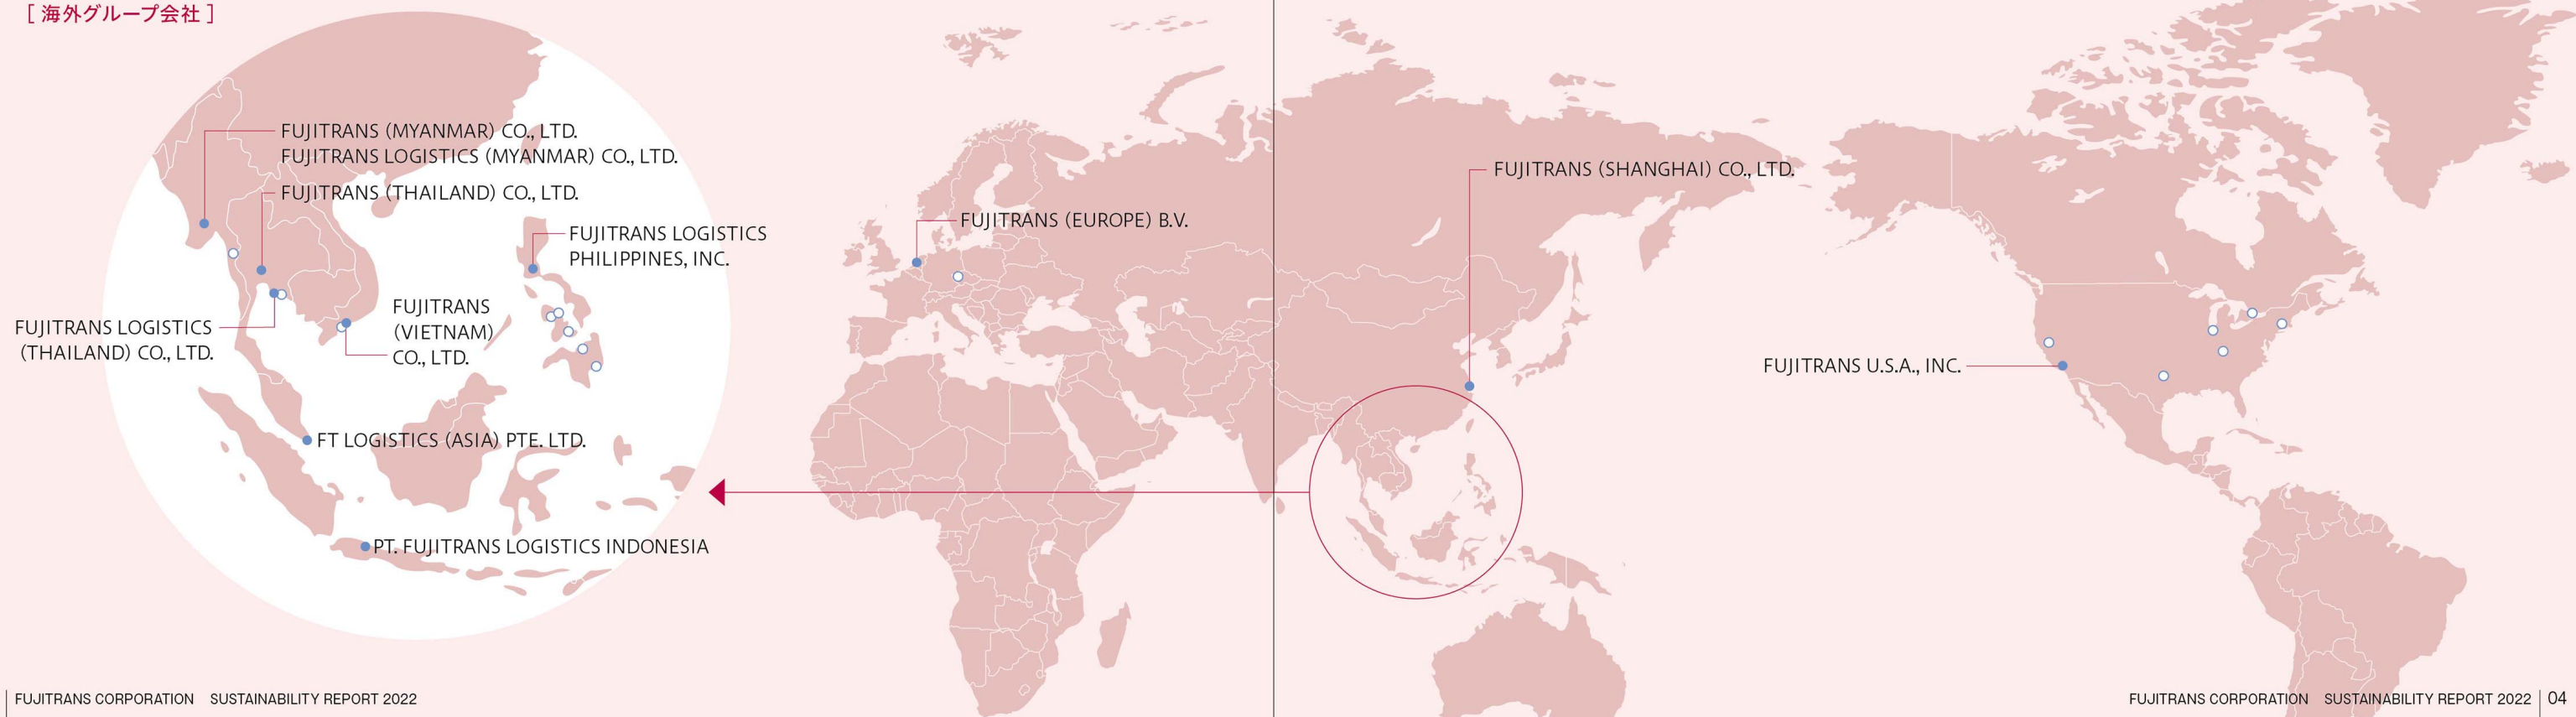 [ 海外グループ会社 ]
FUJITRANS (MYANMAR) CO., LTD.
FUJITRANS LOGISTICS (MYANMAR) CO., LTD.
FUJITRANS (THAILAND) CO., LTD.
FUJITRANS LOGISTICS
PHILIPPINES, INC.
FUJITRANS
(VIETNAM)
CO., LTD.
FUJITRANS LOGISTICS
(THAILAND) CO., LTD.
FT LOGISTICS (ASIA) PTE. LTD.
PT. FUJITRANS LOGISTICS INDONESIA
FUJITRANS (EUROPE) B.V.
FUJITRANS (SHANGHAI) CO., LTD.
FUJITRANS U.S.A., INC.
FUJITRANS CORPORATION SUSTAINABILITY REPORT 2022
FUJITRANS CORPORATION SUSTAINABILITY REPORT 2022 04